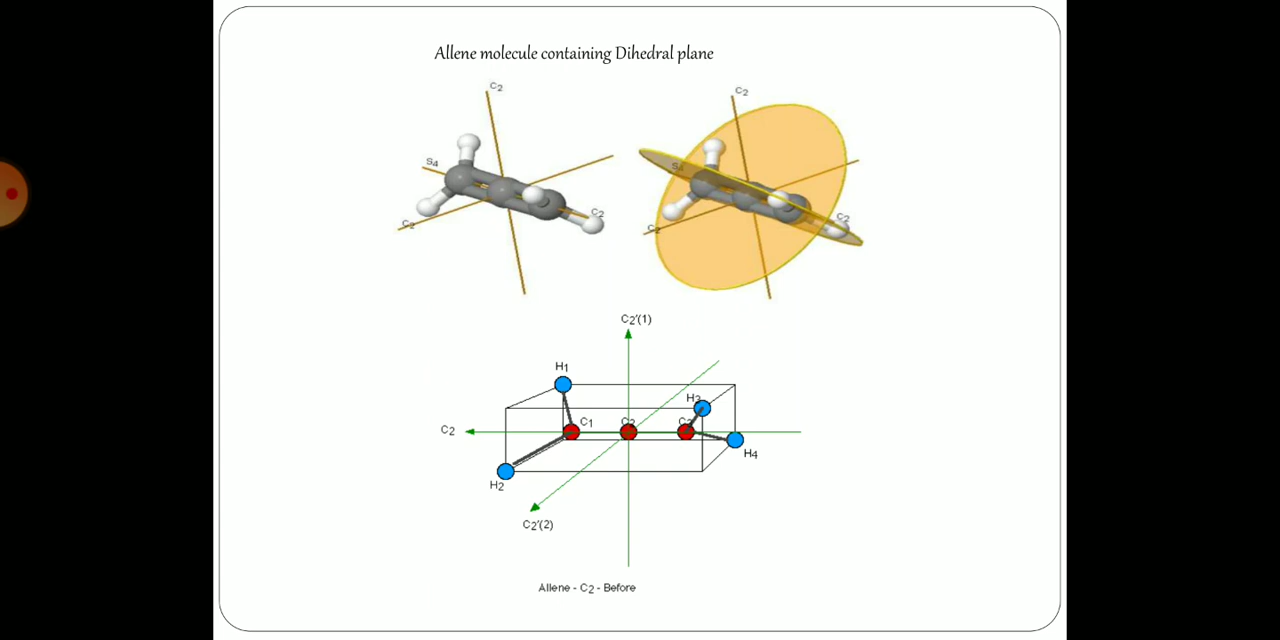 Allene molecule containing Dihedral plane
C2
S4
C2
C2
C2
S4
C2
C2
C2'(1)
H1
H3
C1
C2
C3
C2
H4
H2
C2'(2)
Allene - C2 - Before